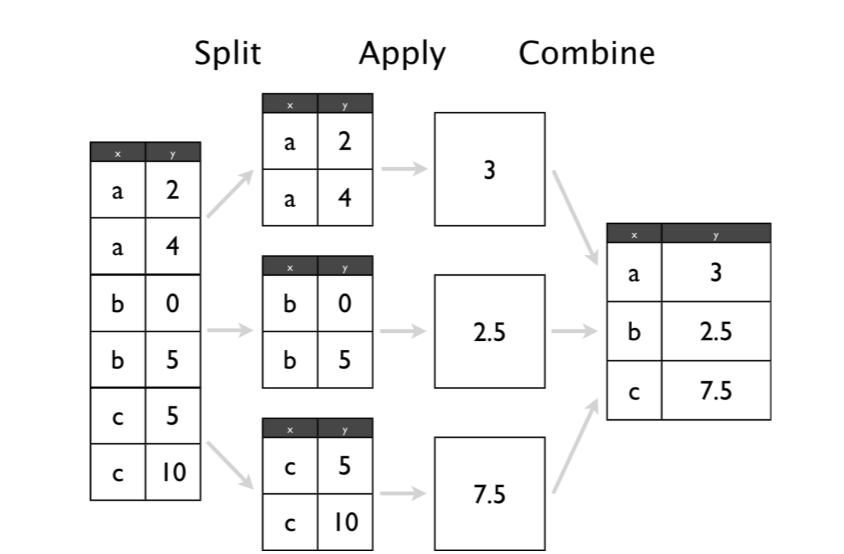 Split Apply Combine
x y
a 2
a 4
b 0
b 5
c 5
c 10
x y
a 2
a 4
x y
b 0
b 5
x y
c 5
c 10
3
2.5
7.5
x y
a 3
b 2.5
c 7.5